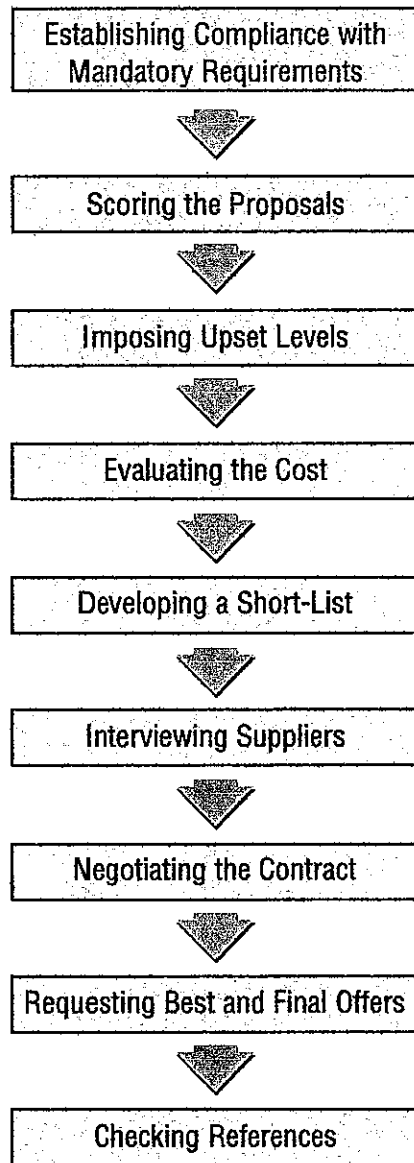 Establishing Compliance with
Mandatory Requirements
Scoring the Proposals
Imposing Upset Levels
Evaluating the Cost
Developing a Short-List
Interviewing Suppliers
Negotiating the Contract
Requesting Best and Final Offers
Checking References